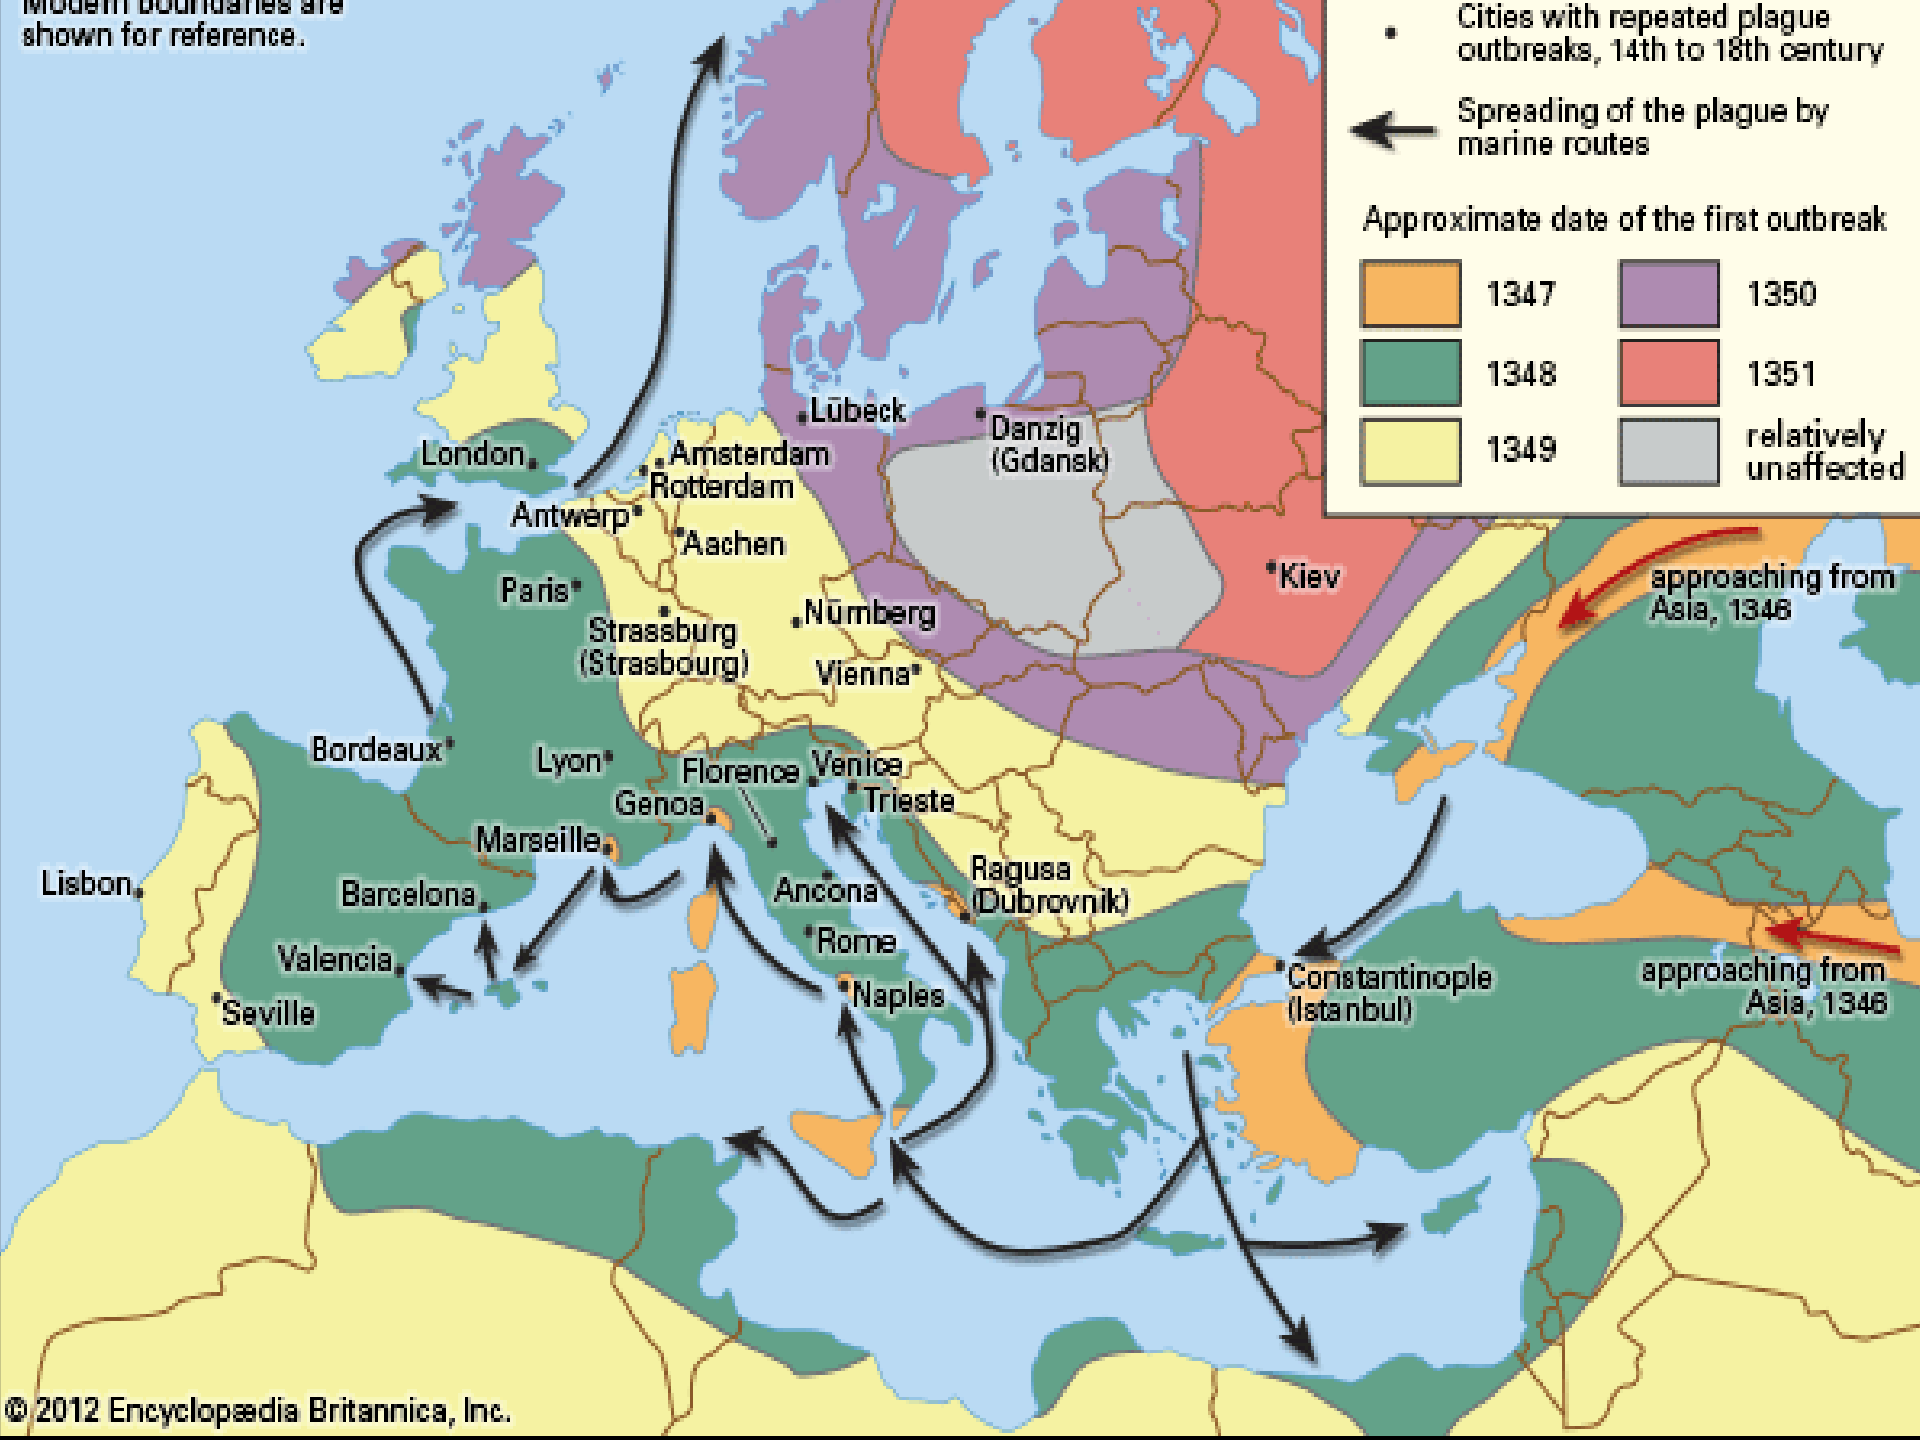 Modern boundaries are
shown for reference.
Cities with repeated plague
outbreaks, 14th to 18th century
Spreading of the plague by
marine routes
Approximate date of the first outbreak
1347
1350
1348
1351
1349
relatively
unaffected
Lübeck
Danzig
(Gdansk)
London
Amsterdam
Rotterdam
Antwerp
Aachen
Paris
Kiev
approaching from
Asia, 1346
Nürnberg
Strassburg
(Strasbourg)
Vienna
Bordeaux
Lyon
Florence
Venice
Genoa
Trieste
Marseille
Ragusa
(Dubrovnik)
Lisbon
Barcelona
Ancona
Rome
Valencia
Naples
Seville
Constantinople
(Istanbul)
approaching from
Asia, 1346
© 2012 Encyclopædia Britannica, Inc.